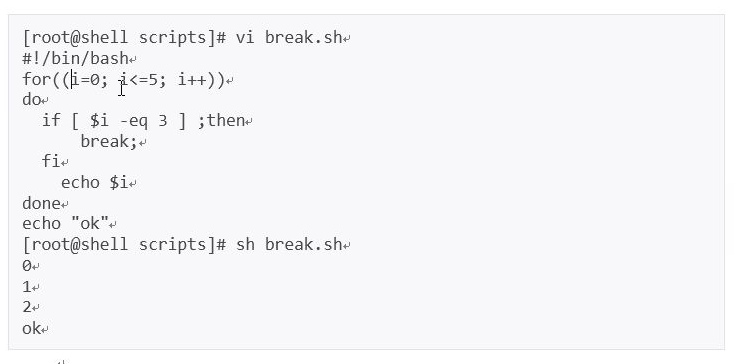 [root@shell scripts]# vi break.sh
#!/bin/bash
for((i=0; i<=5; i++))
do
  if [ $i -eq 3 ] ;then
      break;
  fi
    echo $i
done
echo "ok"
[root@shell scripts]# sh break.sh
0
1
2
ok